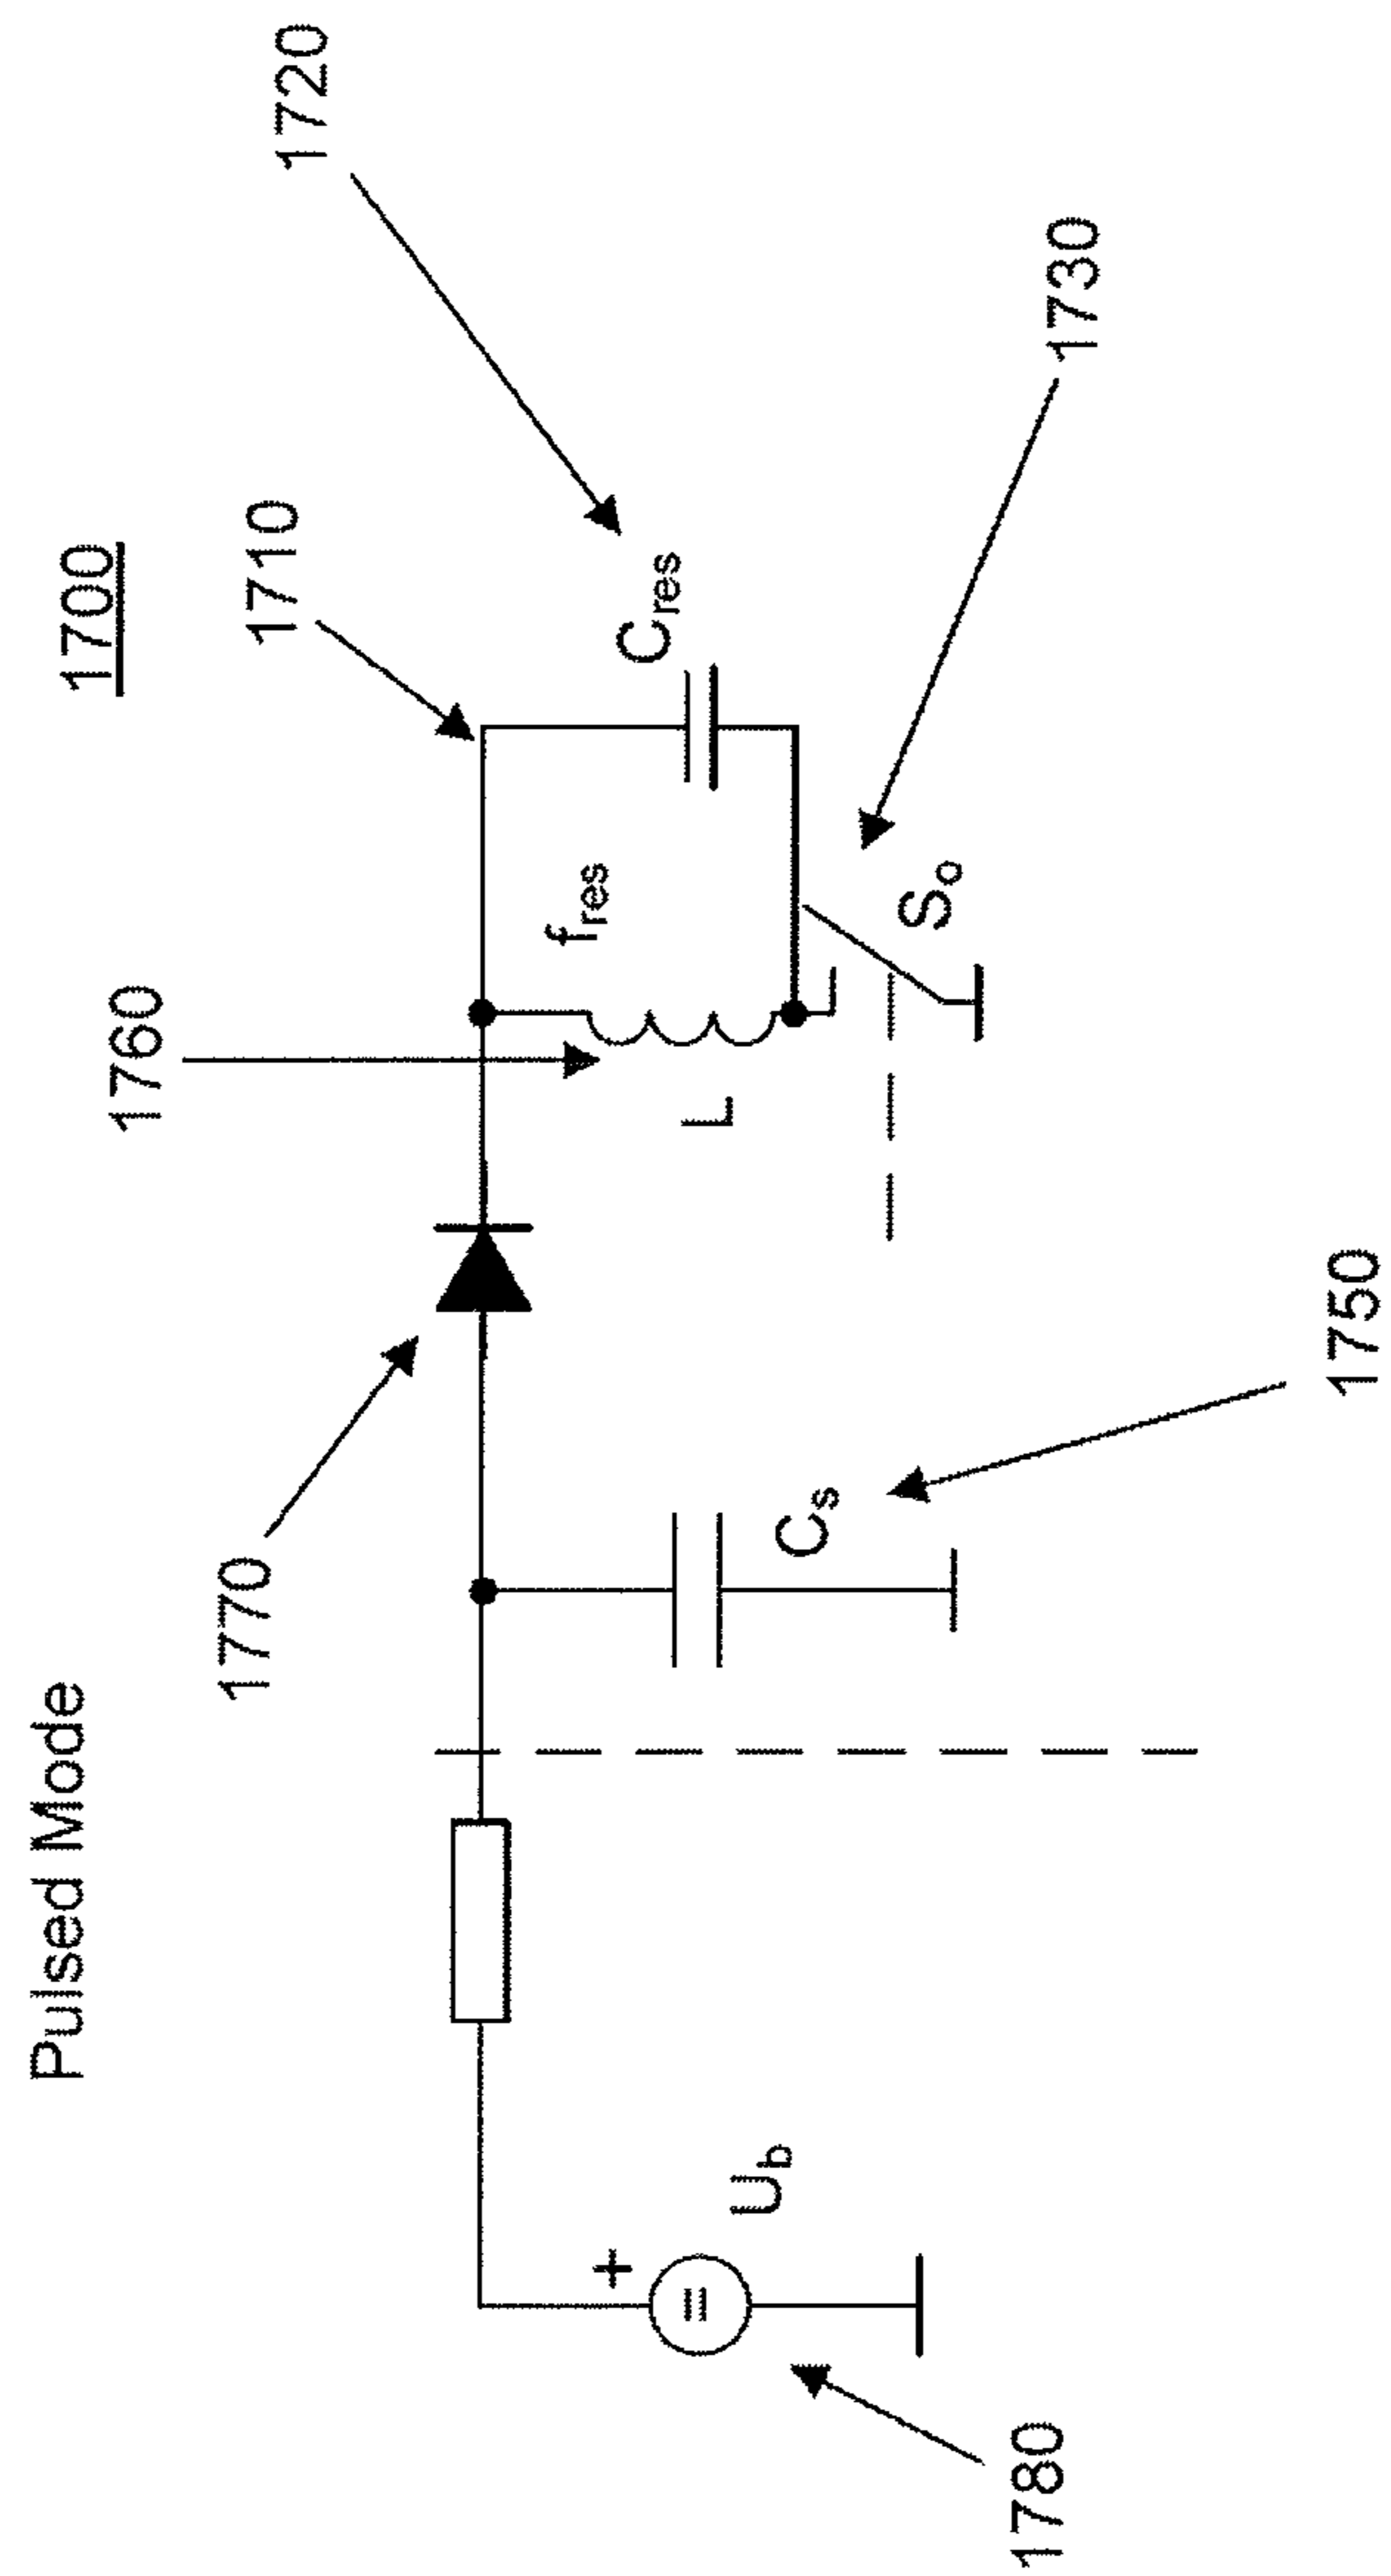 Pulsed Mode
1700
1770
1760
1710
1720
+
=
U_b
C_s
L
f_res
C_res
S_o
1780
1750
1730